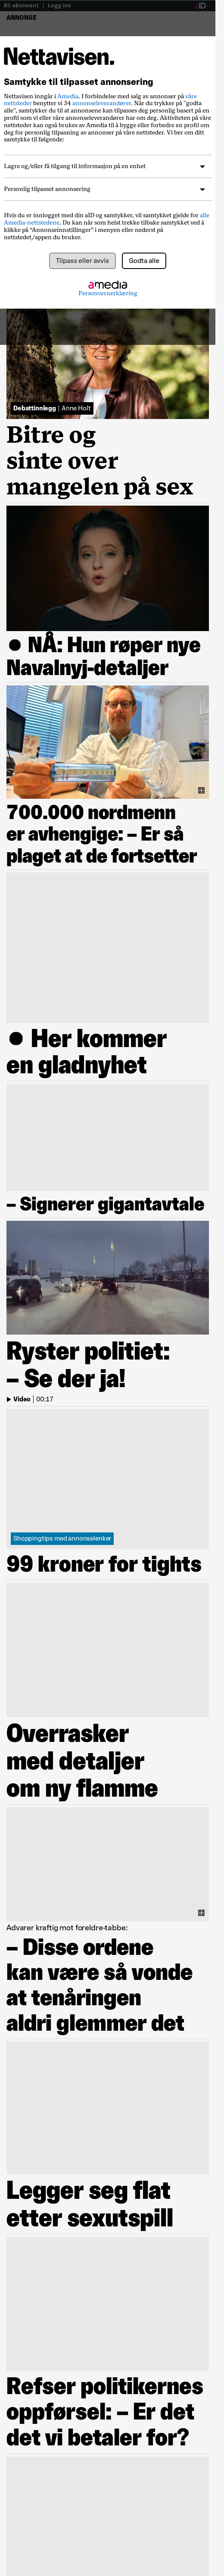 Bli abonnent | Logg inn
aID
ANNONSE
Nettavisen.
Samtykke til tilpasset annonsering
Nettavisen inngår i Amedia. I forbindelse med salg av annonser på våre
nettsteder benytter vi 34 annonseleverandører. Når du trykker på "godta
alle", samtykker du til at annonsene kan tilpasses deg personlig basert på en
profil som vi eller våre annonseleverandører har om deg. Aktiviteten på våre
nettsteder kan også brukes av Amedia til å bygge eller forbedre en profil om
deg for personlig tilpasning av annonser på våre nettsteder. Vi ber om ditt
samtykke til følgende:
Lagre og/eller få tilgang til informasjon på en enhet
Personlig tilpasset annonsering
Hvis du er innlogget med din aID og samtykker, vil samtykket gjelde for alle
Amedia-nettstedene. Du kan når som helst trekke tilbake samtykket ved å
klikke på “Annonseinnstillinger” i menyen eller nederst på
nettstedet/appen du bruker.
Tilpass eller avvis
Godta alle
amedia
Personvernerklæring
Debattinnlegg | Anne Holt
Bitre og
sinte over
mangelen på sex
● NÅ: Hun røper nye
Navalnyj-detaljer
700.000 nordmenn
er avhengige: – Er så
plaget at de fortsetter
● Her kommer
en gladnyhet
– Signerer gigantavtale
Ryster politiet:
– Se der ja!
Video | 00:17
Shoppingtips med annonselenker
99 kroner for tights
Overrasker
med detaljer
om ny flamme
Advarer kraftig mot foreldre-tabbe:
– Disse ordene
kan være så vonde
at tenåringen
aldri glemmer det
Legger seg flat
etter sexutspill
Refser politikernes
oppførsel: – Er det
det vi betaler for?